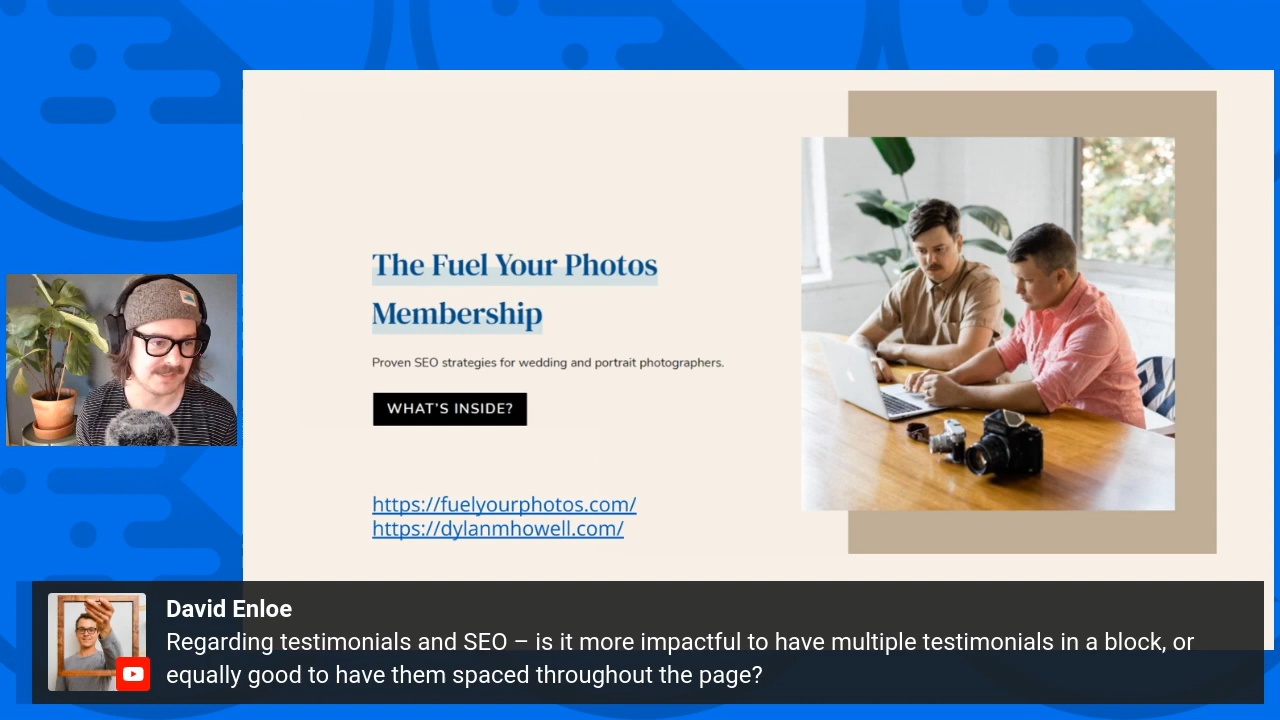 The Fuel Your Photos
Membership
Proven SEO strategies for wedding and portrait photographers.
WHAT'S INSIDE?
https://fuelyourphotos.com/
https://dylanmhowell.com/
David Enloe
Regarding testimonials and SEO – is it more impactful to have multiple testimonials in a block, or
equally good to have them spaced throughout the page?